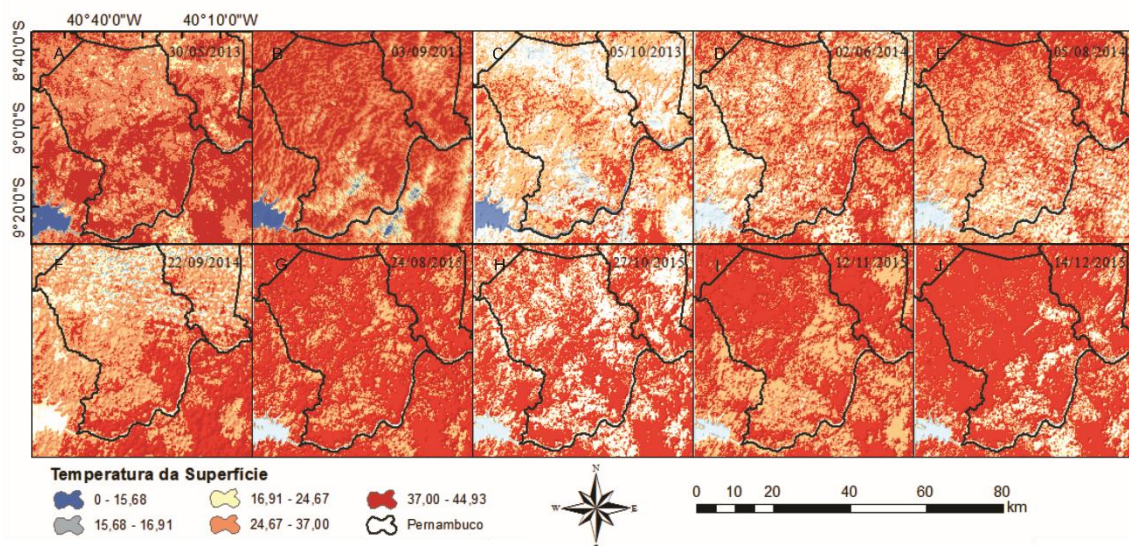 40°40'0"W 40°10'0"W
8°40'0"S
9°0'0"S
9°20'0"S
A 30/05/2013
B 03/09/2013
C 05/10/2013
D 02/06/2014
E 05/08/2014
F 22/09/2014
G 24/08/2015
H 27/10/2015
I 12/11/2015
J 14/12/2015
Temperatura da Superfície
0 - 15,68
16,91 - 24,67
37,00 - 44,93
15,68 - 16,91
24,67 - 37,00
Pernambuco
N
W E
0 10 20 40 60 80
km